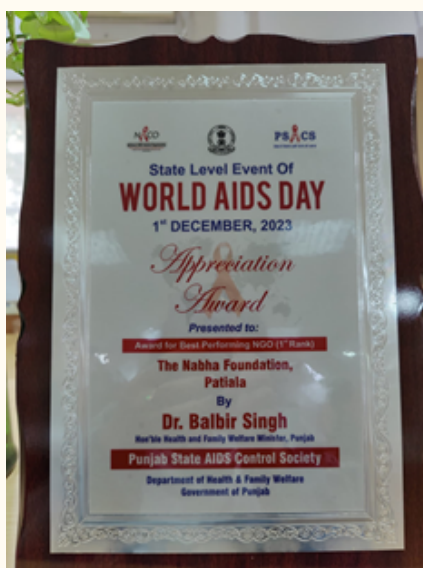 NACO
PSACS
State Level Event Of
WORLD AIDS DAY
1st DECEMBER, 2023
Appreciation
Award
Presented to:
Award for Best Performing NGO (1st Rank)
The Nabha Foundation,
Patiala
By
Dr. Balbir Singh
Hon'ble Health and Family Welfare Minister, Punjab
Punjab State AIDS Control Society
Department of Health & Family Welfare
Government of Punjab